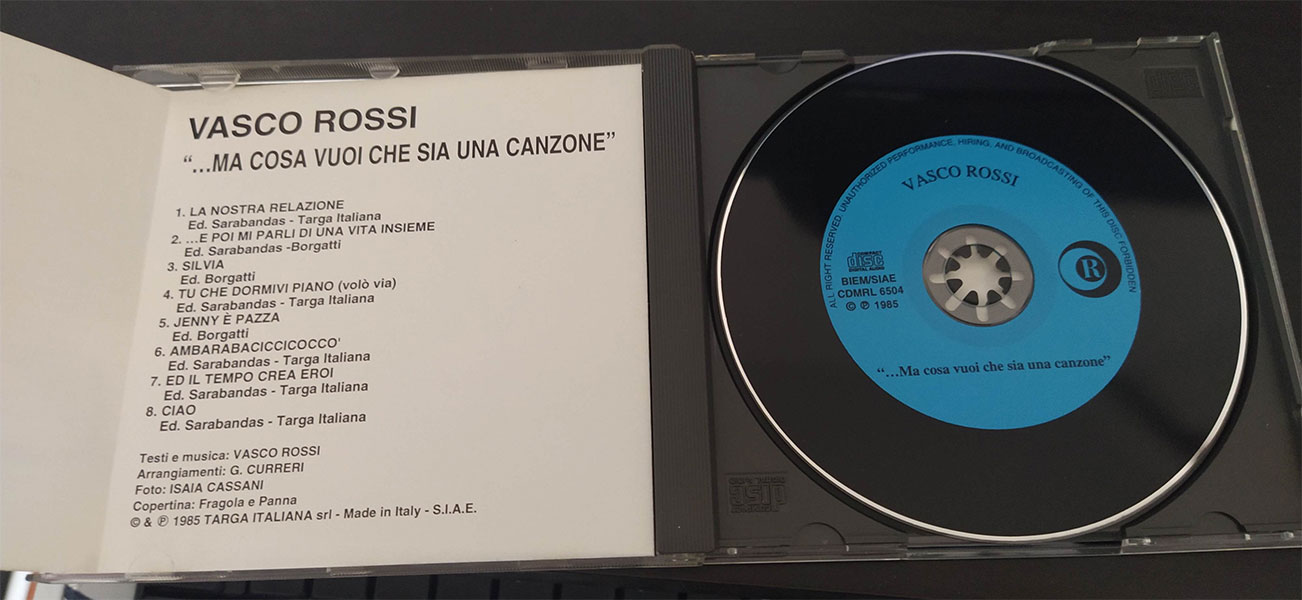 VASCO ROSSI
“...MA COSA VUOI CHE SIA UNA CANZONE”
1. LA NOSTRA RELAZIONE
Ed. Sarabandas - Targa Italiana
2. ...E POI MI PARLI DI UNA VITA INSIEME
Ed. Sarabandas -Borgatti
3. SILVIA
Ed. Borgatti
4. TU CHE DORMIVI PIANO (volò via)
Ed. Sarabandas - Targa Italiana
5. JENNY È PAZZA
Ed. Borgatti
6. AMBARABACICCICOCCO'
Ed. Sarabandas - Targa Italiana
7. ED IL TEMPO CREA EROI
Ed. Sarabandas - Targa Italiana
8. CIAO
Ed. Sarabandas - Targa Italiana
Testi e musica: VASCO ROSSI
Arrangiamenti: G. CURRERI
Foto: ISAIA CASSANI
Copertina: Fragola e Panna
© & ℗ 1985 TARGA ITALIANA srl - Made in Italy - S.I.A.E.
ALL RIGHT RESERVED. UNAUTHORIZED PERFORMANCE, HIRING, AND BROADCASTING OF THIS DISC FORBIDDEN
VASCO ROSSI
COMPACT
disc
DIGITAL AUDIO
BIEM/SIAE
CDMRL 6504
© ℗ 1985
R
“...Ma cosa vuoi che sia una canzone”